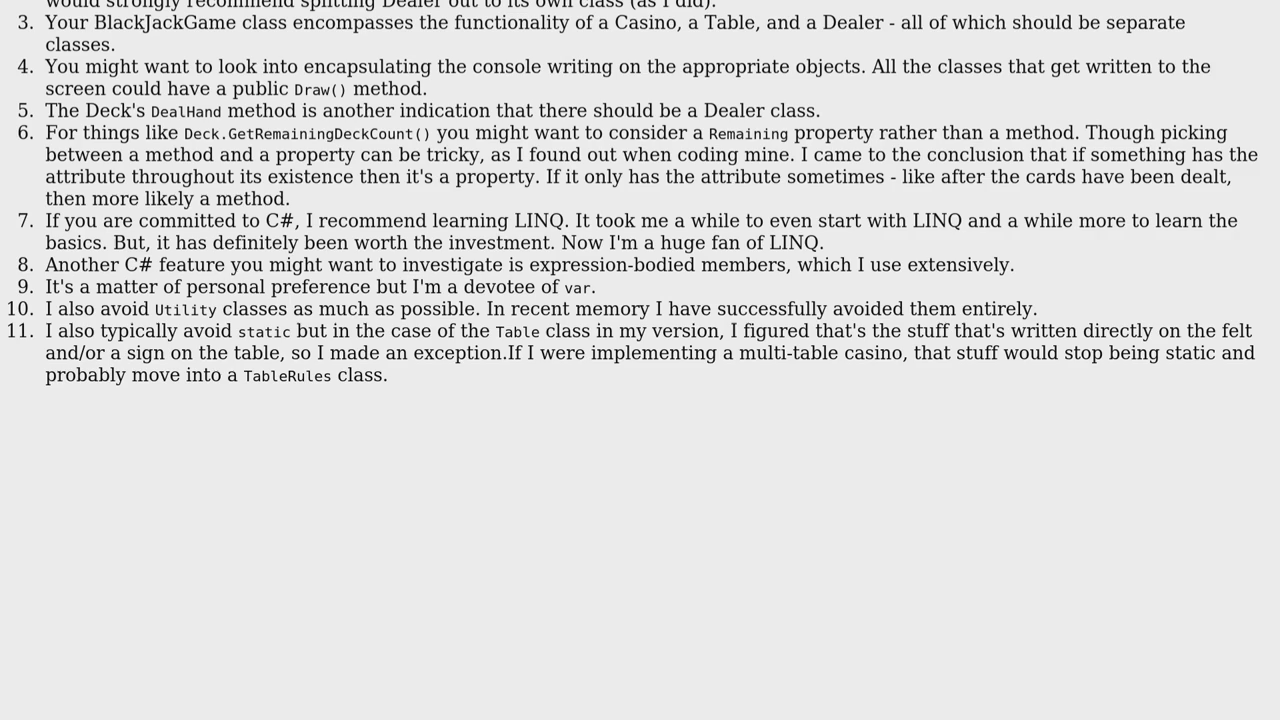 would strongly recommend splitting Dealer out to its own class (as I did).
3. Your BlackJackGame class encompasses the functionality of a Casino, a Table, and a Dealer - all of which should be separate
classes.
4. You might want to look into encapsulating the console writing on the appropriate objects. All the classes that get written to the
screen could have a public Draw() method.
5. The Deck's DealHand method is another indication that there should be a Dealer class.
6. For things like Deck.GetRemainingDeckCount() you might want to consider a Remaining property rather than a method. Though picking
between a method and a property can be tricky, as I found out when coding mine. I came to the conclusion that if something has the
attribute throughout its existence then it's a property. If it only has the attribute sometimes - like after the cards have been dealt,
then more likely a method.
7. If you are committed to C#, I recommend learning LINQ. It took me a while to even start with LINQ and a while more to learn the
basics. But, it has definitely been worth the investment. Now I'm a huge fan of LINQ.
8. Another C# feature you might want to investigate is expression-bodied members, which I use extensively.
9. It's a matter of personal preference but I'm a devotee of var.
10. I also avoid Utility classes as much as possible. In recent memory I have successfully avoided them entirely.
11. I also typically avoid static but in the case of the Table class in my version, I figured that's the stuff that's written directly on the felt
and/or a sign on the table, so I made an exception.If I were implementing a multi-table casino, that stuff would stop being static and
probably move into a TableRules class.